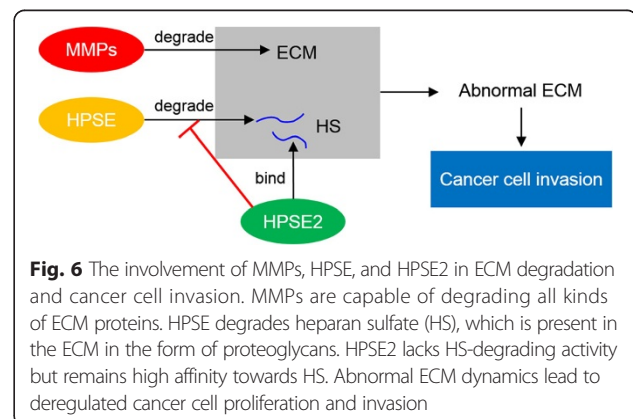 MMPs
degrade
ECM
HPSE
degrade
HS
bind
HPSE2
Abnormal ECM
Cancer cell invasion
Fig. 6 The involvement of MMPs, HPSE, and HPSE2 in ECM degradation
and cancer cell invasion. MMPs are capable of degrading all kinds
of ECM proteins. HPSE degrades heparan sulfate (HS), which is present in
the ECM in the form of proteoglycans. HPSE2 lacks HS-degrading activity
but remains high affinity towards HS. Abnormal ECM dynamics lead to
deregulated cancer cell proliferation and invasion